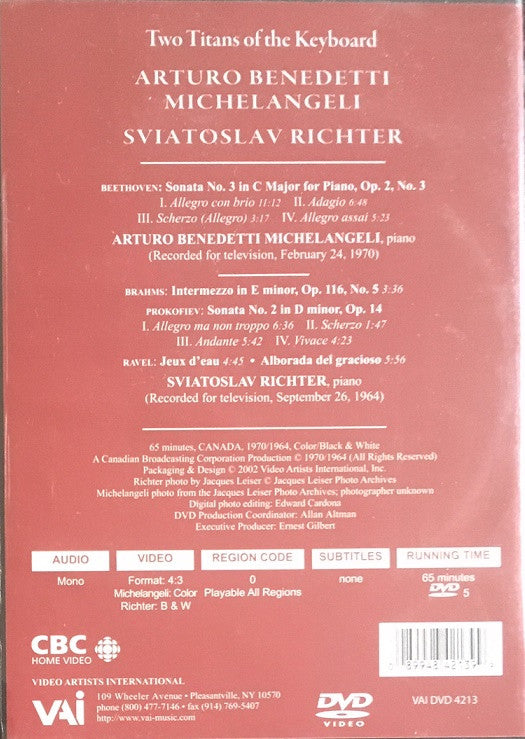 Two Titans of the Keyboard
ARTURO BENEDETTI
MICHELANGELI
SVIATOSLAV RICHTER
BEETHOVEN: Sonata No. 3 in C Major for Piano, Op. 2, No. 3
I. Allegro con brio 11:12 II. Adagio 6:48
III. Scherzo (Allegro) 3:17 IV. Allegro assai 5:23
ARTURO BENEDETTI MICHELANGELI, piano
(Recorded for television, February 24, 1970)
BRAHMS: Intermezzo in E minor, Op. 116, No. 5 3:36
PROKOFIEV: Sonata No. 2 in D minor, Op. 14
I. Allegro ma non troppo 6:36 II. Scherzo 1:47
III. Andante 5:42 IV. Vivace 4:23
RAVEL: Jeux d'eau 4:45 • Alborada del gracioso 5:56
SVIATOSLAV RICHTER, piano
(Recorded for television, September 26, 1964)
65 minutes, CANADA, 1970/1964, Color/Black & White
A Canadian Broadcasting Corporation Production © 1970/1964 (All Rights Reserved)
Packaging & Design © 2002 Video Artists International, Inc.
Richter photo by Jacques Leiser © Jacques Leiser Photo Archives
Michelangeli photo from the Jacques Leiser Photo Archives; photographer unknown
Digital photo editing: Edward Cardona
DVD Production Coordinator: Allan Altman
Executive Producer: Ernest Gilbert
AUDIO VIDEO REGION CODE SUBTITLES RUNNING TIME
Mono Format: 4:3 0 none 65 minutes
Michelangeli: Color Playable All Regions DVD 5
Richter: B & W
CBC
HOME VIDEO
VIDEO ARTISTS INTERNATIONAL
VAI
109 Wheeler Avenue • Pleasantville, NY 10570
phone (800) 477-7146 • fax (914) 769-5407
http://www.vai-music.com
DVD
VIDEO
VAI DVD 4213